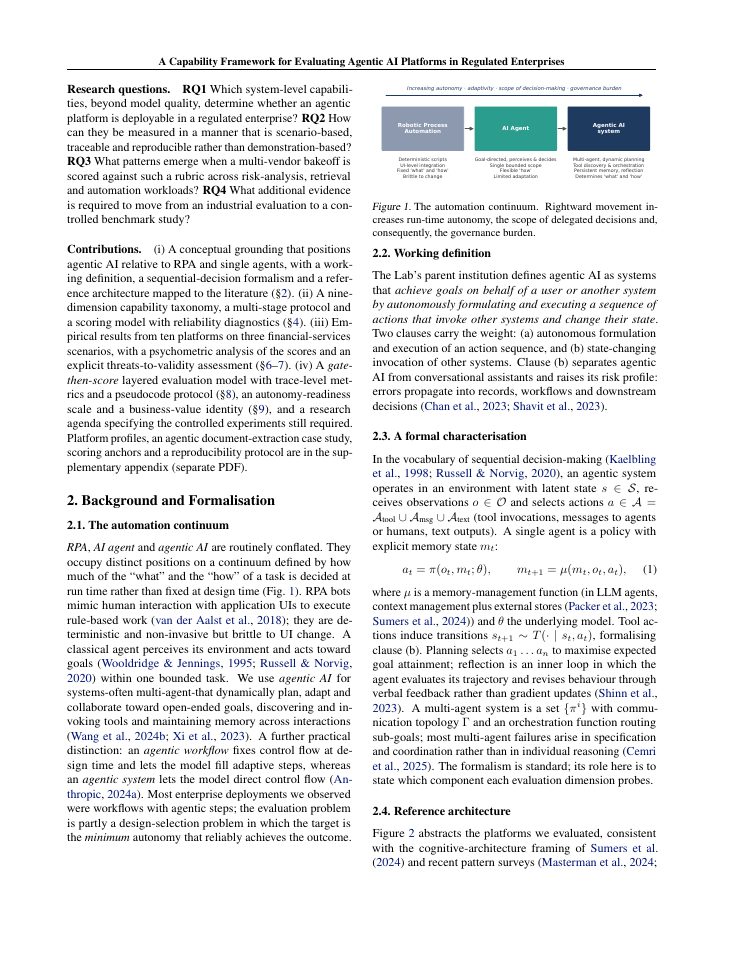 A Capability Framework for Evaluating Agentic AI Platforms in Regulated Enterprises
Research questions. RQ1 Which system-level capabili-
ties, beyond model quality, determine whether an agentic
platform is deployable in a regulated enterprise? RQ2 How
can they be measured in a manner that is scenario-based,
traceable and reproducible rather than demonstration-based?
RQ3 What patterns emerge when a multi-vendor bakeoff is
scored against such a rubric across risk-analysis, retrieval
and automation workloads? RQ4 What additional evidence
is required to move from an industrial evaluation to a con-
trolled benchmark study?
Contributions. (i) A conceptual grounding that positions
agentic AI relative to RPA and single agents, with a work-
ing definition, a sequential-decision formalism and a refer-
ence architecture mapped to the literature (§2). (ii) A nine-
dimension capability taxonomy, a multi-stage protocol and
a scoring model with reliability diagnostics (§4). (iii) Em-
pirical results from ten platforms on three financial-services
scenarios, with a psychometric analysis of the scores and an
explicit threats-to-validity assessment (§6–7). (iv) A gate-
then-score layered evaluation model with trace-level met-
rics and a pseudocode protocol (§8), an autonomy-readiness
scale and a business-value identity (§9), and a research
agenda specifying the controlled experiments still required.
Platform profiles, an agentic document-extraction case study,
scoring anchors and a reproducibility protocol are in the sup-
plementary appendix (separate PDF).
2. Background and Formalisation
2.1. The automation continuum
RPA, AI agent and agentic AI are routinely conflated. They
occupy distinct positions on a continuum defined by how
much of the “what” and the “how” of a task is decided at
run time rather than fixed at design time (Fig. 1). RPA bots
mimic human interaction with application UIs to execute
rule-based work (van der Aalst et al., 2018); they are de-
terministic and non-invasive but brittle to UI change. A
classical agent perceives its environment and acts toward
goals (Wooldridge & Jennings, 1995; Russell & Norvig,
2020) within one bounded task. We use agentic AI for
systems-often multi-agent-that dynamically plan, adapt and
collaborate toward open-ended goals, discovering and in-
voking tools and maintaining memory across interactions
(Wang et al., 2024b; Xi et al., 2023). A further practical
distinction: an agentic workflow fixes control flow at de-
sign time and lets the model fill adaptive steps, whereas
an agentic system lets the model direct control flow (An-
thropic, 2024a). Most enterprise deployments we observed
were workflows with agentic steps; the evaluation problem
is partly a design-selection problem in which the target is
the minimum autonomy that reliably achieves the outcome.
Increasing autonomy · adaptivity · scope of decision-making · governance burden
Robotic Process
Automation
AI Agent
Agentic AI
system
Deterministic scripts
UI-level integration
Fixed 'what' and 'how'
Brittle to change
Goal-directed, perceives & decides
Single bounded scope
Flexible 'how'
Limited adaptation
Multi-agent, dynamic planning
Tool discovery & orchestration
Persistent memory, reflection
Determines 'what' and 'how'
Figure 1. The automation continuum. Rightward movement in-
creases run-time autonomy, the scope of delegated decisions and,
consequently, the governance burden.
2.2. Working definition
The Lab’s parent institution defines agentic AI as systems
that achieve goals on behalf of a user or another system
by autonomously formulating and executing a sequence of
actions that invoke other systems and change their state.
Two clauses carry the weight: (a) autonomous formulation
and execution of an action sequence, and (b) state-changing
invocation of other systems. Clause (b) separates agentic
AI from conversational assistants and raises its risk profile:
errors propagate into records, workflows and downstream
decisions (Chan et al., 2023; Shavit et al., 2023).
2.3. A formal characterisation
In the vocabulary of sequential decision-making (Kaelbling
et al., 1998; Russell & Norvig, 2020), an agentic system
operates in an environment with latent state s ∈ S, re-
ceives observations o ∈ O and selects actions a ∈ A =
A_tool ∪ A_msg ∪ A_text (tool invocations, messages to agents
or humans, text outputs). A single agent is a policy with
explicit memory state m_t:
a_t = π(o_t, m_t; θ), m_{t+1} = μ(m_t, o_t, a_t), (1)
where μ is a memory-management function (in LLM agents,
context management plus external stores (Packer et al., 2023;
Sumers et al., 2024)) and θ the underlying model. Tool ac-
tions induce transitions s_{t+1} ∼ T(· | s_t, a_t), formalising
clause (b). Planning selects a_1 … a_n to maximise expected
goal attainment; reflection is an inner loop in which the
agent evaluates its trajectory and revises behaviour through
verbal feedback rather than gradient updates (Shinn et al.,
2023). A multi-agent system is a set {π^i} with commu-
nication topology Γ and an orchestration function routing
sub-goals; most multi-agent failures arise in specification
and coordination rather than in individual reasoning (Cemri
et al., 2025). The formalism is standard; its role here is to
state which component each evaluation dimension probes.
2.4. Reference architecture
Figure 2 abstracts the platforms we evaluated, consistent
with the cognitive-architecture framing of Sumers et al.
(2024) and recent pattern surveys (Masterman et al., 2024;